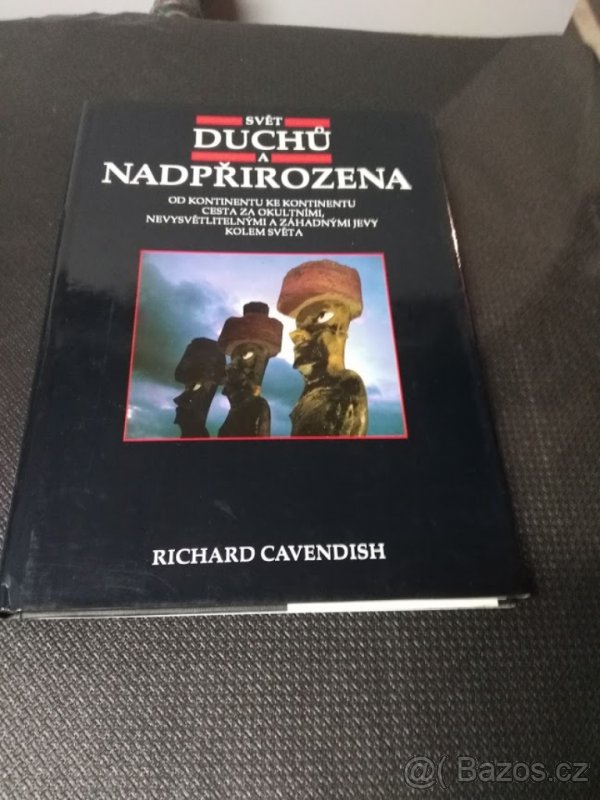 SVĚT
DUCHŮ
A
NADPŘIROZENA
OD KONTINENTU KE KONTINENTU
CESTA ZA OKULTNÍMI,
NEVYSVĚTLITELNÝMI A ZÁHADNÝMI JEVY
KOLEM SVĚTA
RICHARD CAVENDISH
@( Bazos.cz